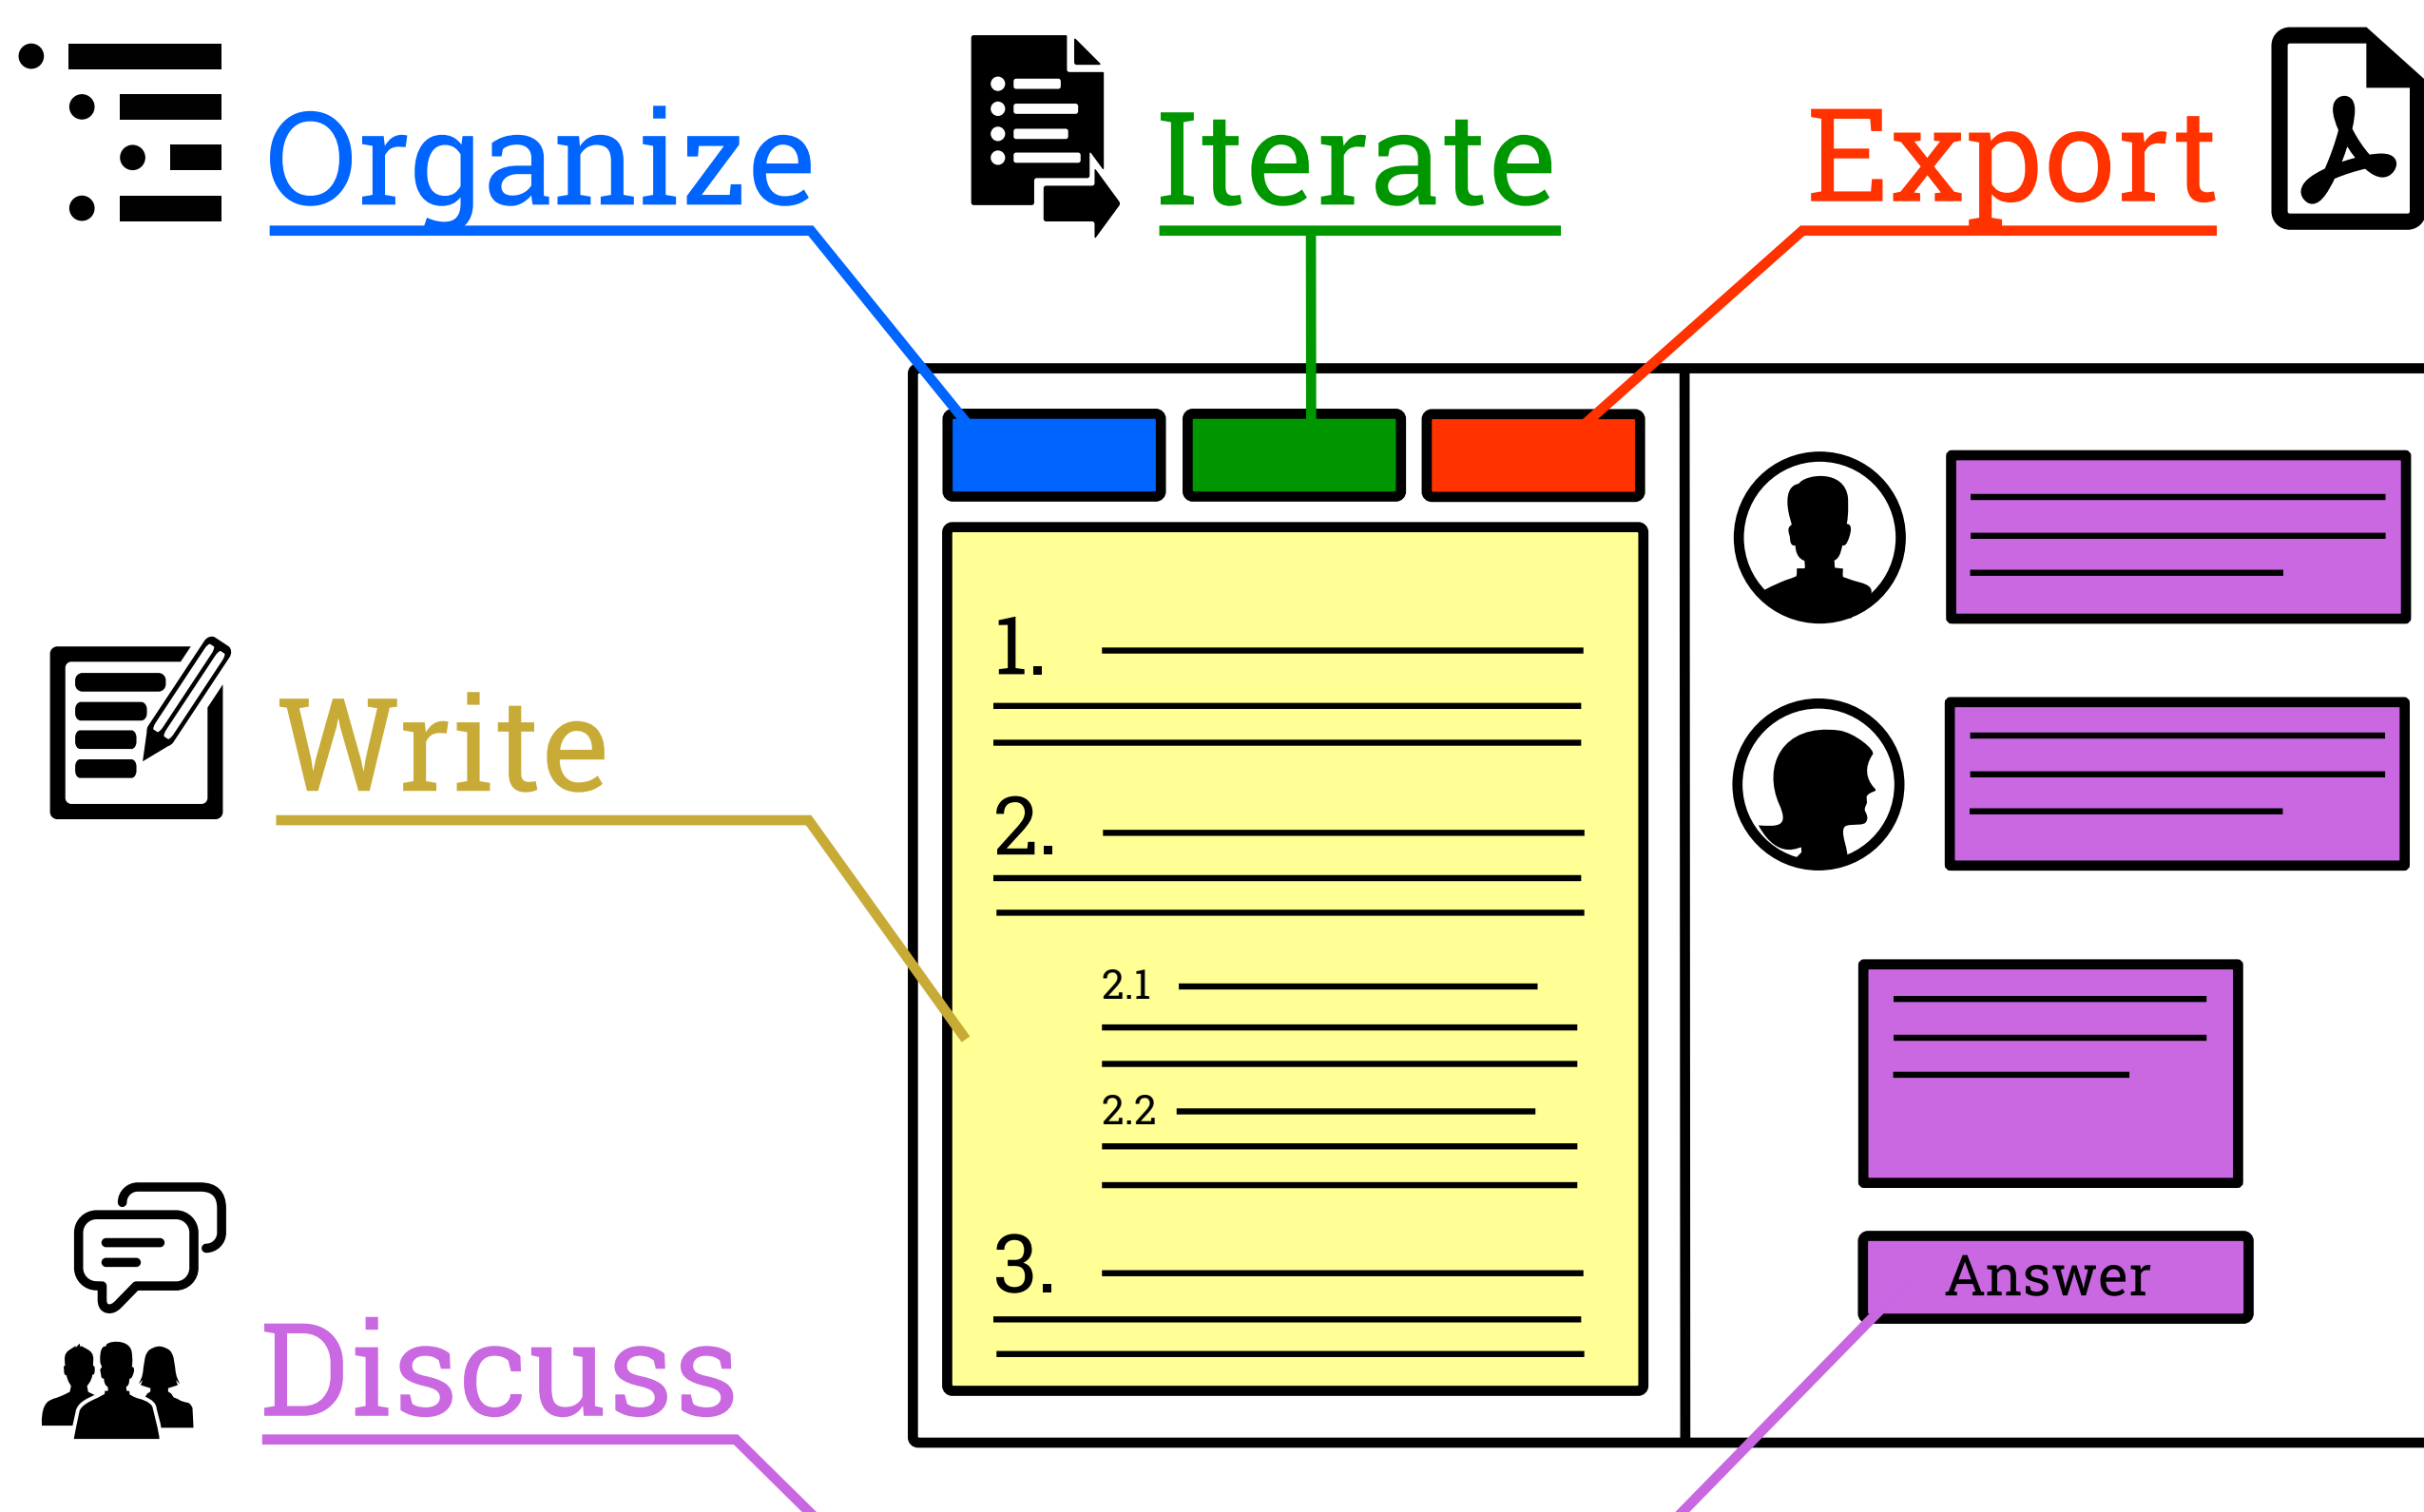 Organize
Iterate
Export
Write
Discuss
1.
2.
2.1
2.2
3.
Answer